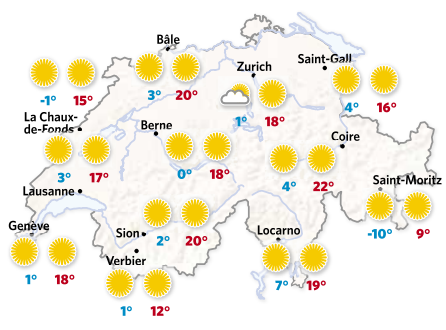 Bâle
Zurich
Saint-Gall
-1° 15°
3° 20°
4° 16°
La Chaux-
de-Fonds
1° 18°
Berne
Coire
3° 17°
0° 18°
4° 22°
Saint-Moritz
Lausanne
Genève
Sion
2° 20°
Locarno
-10° 9°
Verbier
1° 18°
7° 19°
1° 12°